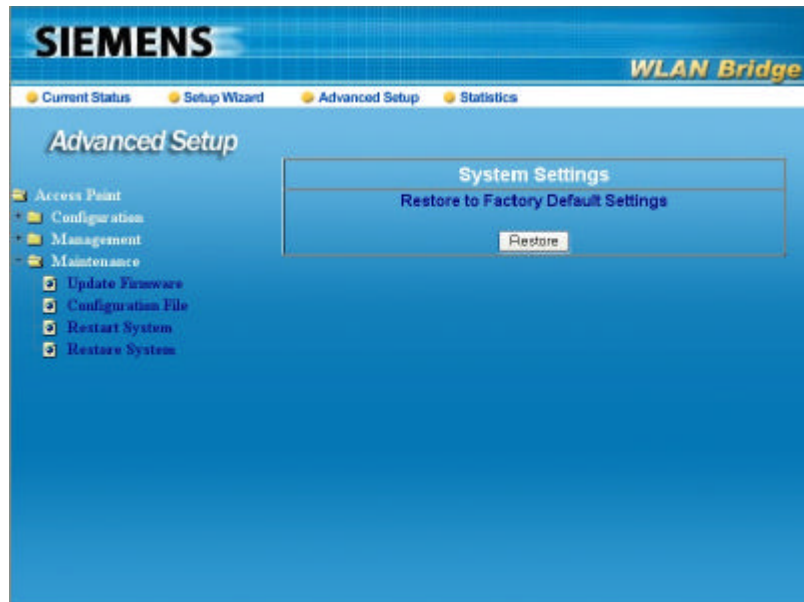 SIEMENS
WLAN Bridge
Current Status Setup Wizard Advanced Setup Statistics
Advanced Setup
System Settings
Restore to Factory Default Settings
Restore
Access Point
Configuration
Management
Maintenance
Update Firmware
Configuration File
Restart System
Restore System